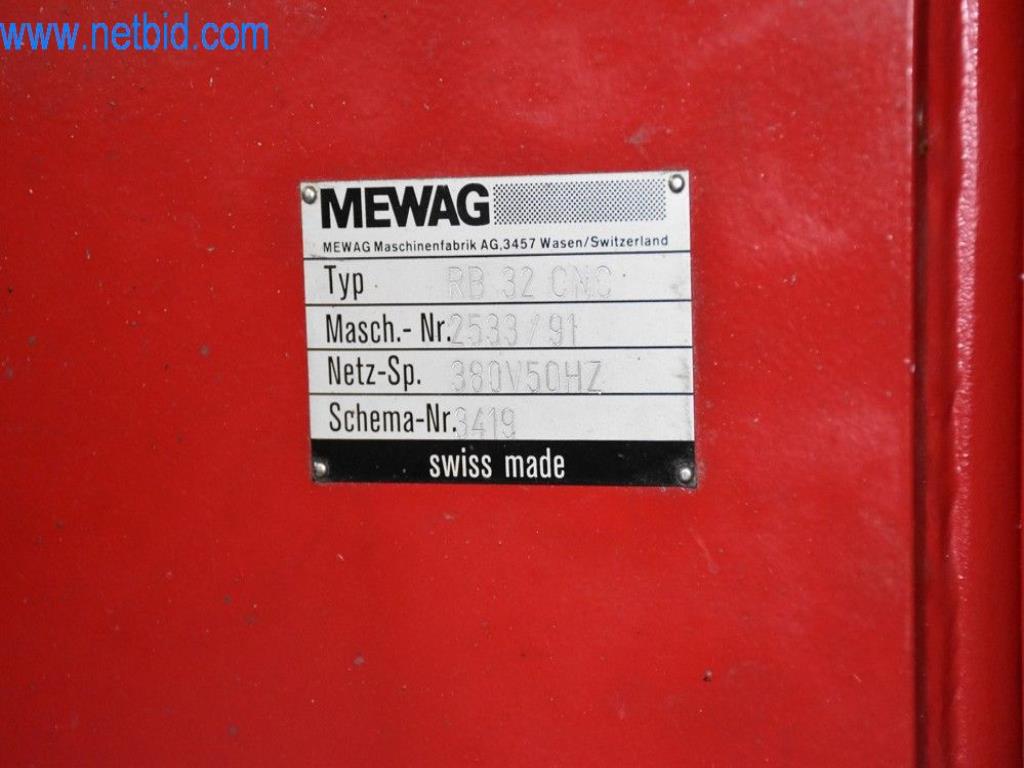 www.netbid.com
MEWAG
MEWAG Maschinenfabrik AG,3457 Wasen/Switzerland
Typ RB 32 CNC
Masch.- Nr. 2533/91
Netz-Sp. 380V50HZ
Schema-Nr. 3419
swiss made